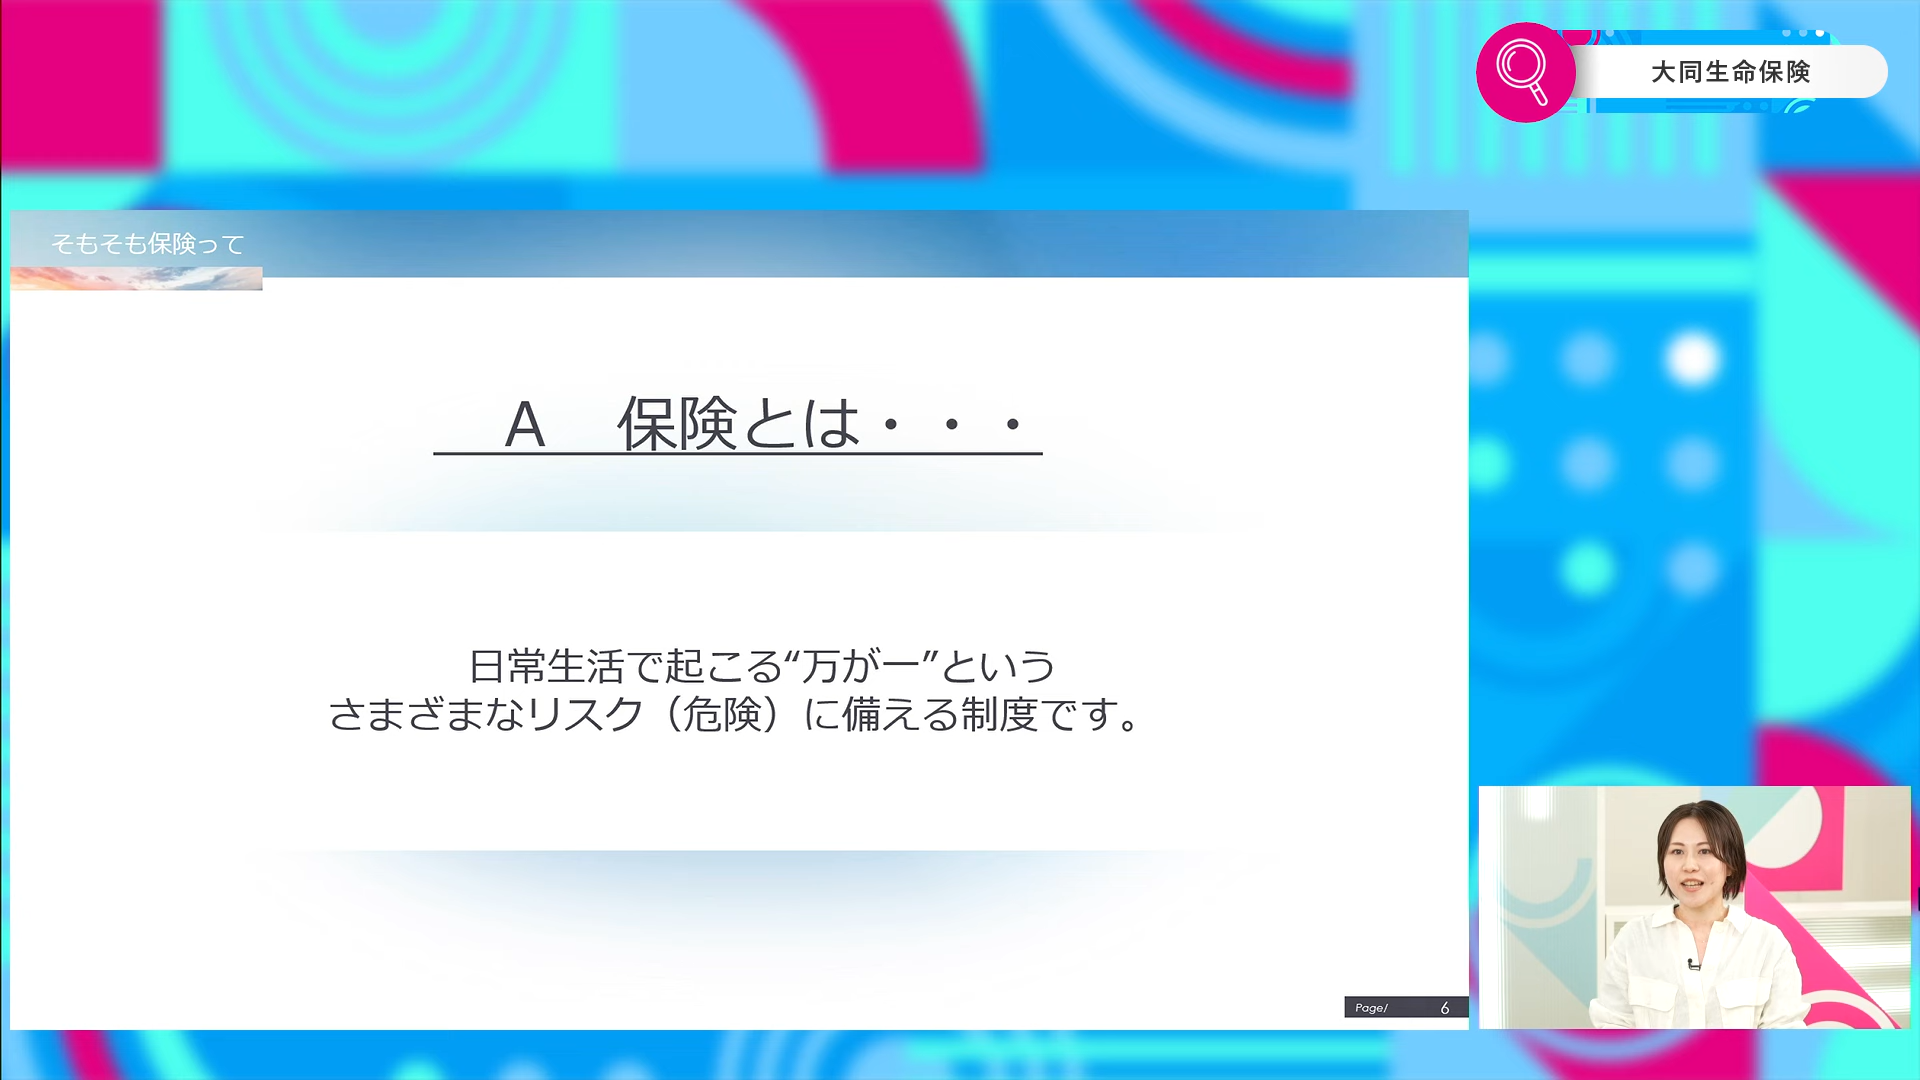 大同生命保険
そもそも保険って
A　保険とは・・・
日常生活で起こる“万が一”という
さまざまなリスク（危険）に備える制度です。
Page/ 6